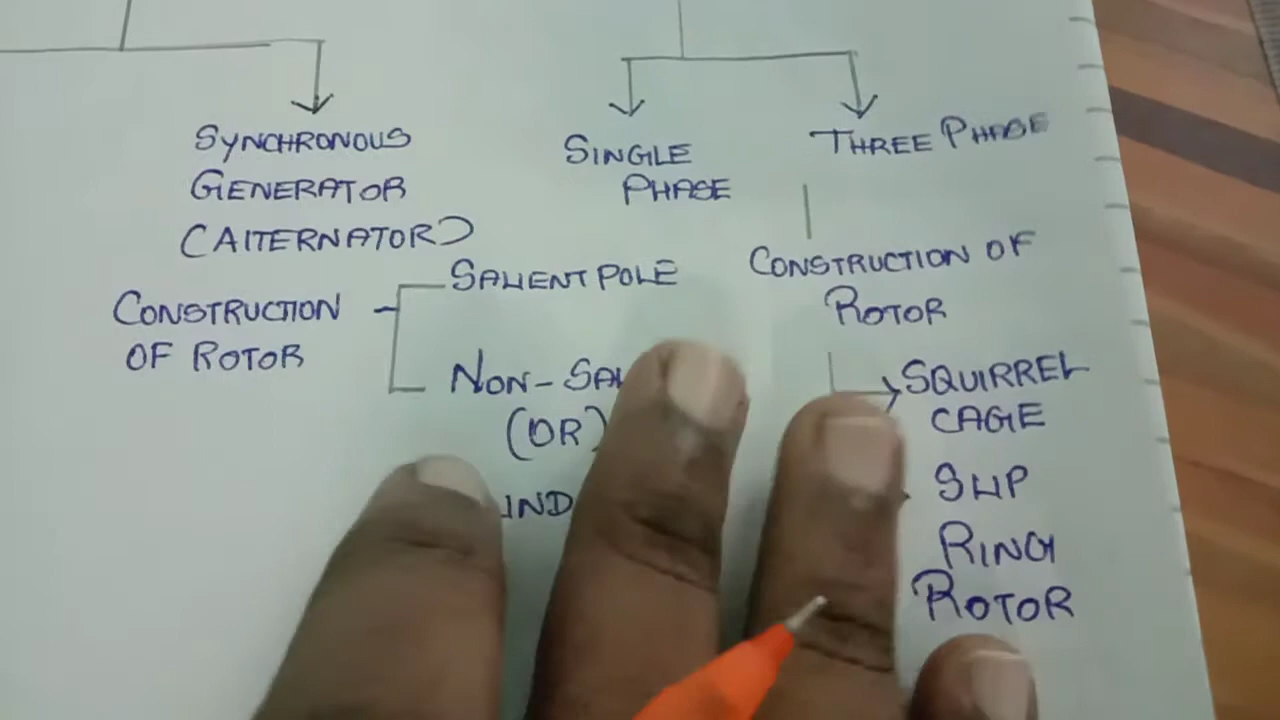 SYNCHRONOUS
GENERATOR
(AlTERNATOR)
CONSTRUCTION
OF ROTOR
SALIENT POLE
NON-SAL
(OR)
IND
SINGLE
PHASE
THREE PHASE
CONSTRUCTION OF
ROTOR
SQUIRREL
CAGE
SLIP
RING
ROTOR